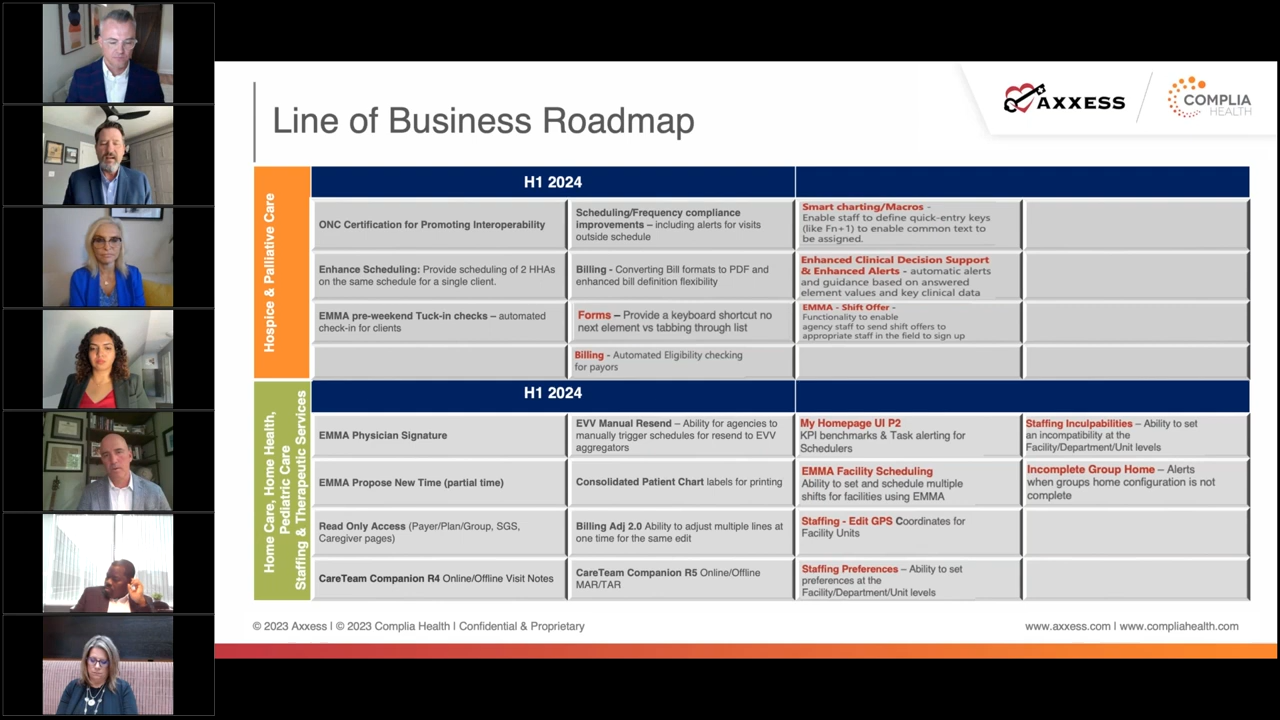 Line of Business Roadmap
AXXESS
COMPLIA
HEALTH
Hospice & Palliative Care
H1 2024
ONC Certification for Promoting Interoperability
Scheduling/Frequency compliance
improvements – including alerts for visits
outside schedule
Smart charting/Macros -
Enable staff to define quick-entry keys
(like Fn+1) to enable common text to
be assigned.
Enhance Scheduling: Provide scheduling of 2 HHAs
on the same schedule for a single client.
Billing - Converting Bill formats to PDF and
enhanced bill definition flexibility
Enhanced Clinical Decision Support
& Enhanced Alerts - automatic alerts
and guidance based on answered
element values and key clinical data
EMMA pre-weekend Tuck-in checks – automated
check-in for clients
Forms – Provide a keyboard shortcut no
next element vs tabbing through list
EMMA - Shift Offer -
Functionality to enable
agency staff to send shift offers to
appropriate staff in the field to sign up
Billing - Automated Eligibility checking
for payors
Home Care, Home Health,
Pediatric Care
Staffing & Therapeutic Services
H1 2024
EMMA Physician Signature
EVV Manual Resend – Ability for agencies to
manually trigger schedules for resend to EVV
aggregators
My Homepage UI P2
KPI benchmarks & Task alerting for
Schedulers
Staffing Inculpabilities – Ability to set
an incompatibility at the
Facility/Department/Unit levels
EMMA Propose New Time (partial time)
Consolidated Patient Chart labels for printing
EMMA Facility Scheduling
Ability to set and schedule multiple
shifts for facilities using EMMA
Incomplete Group Home – Alerts
when groups home configuration is not
complete
Read Only Access (Payer/Plan/Group, SGS,
Caregiver pages)
Billing Adj 2.0 Ability to adjust multiple lines at
one time for the same edit
Staffing - Edit GPS Coordinates for
Facility Units
CareTeam Companion R4 Online/Offline Visit Notes
CareTeam Companion R5 Online/Offline
MAR/TAR
Staffing Preferences – Ability to set
preferences at the
Facility/Department/Unit levels
© 2023 Axxess | © 2023 Complia Health | Confidential & Proprietary
www.axxess.com | www.compliahealth.com